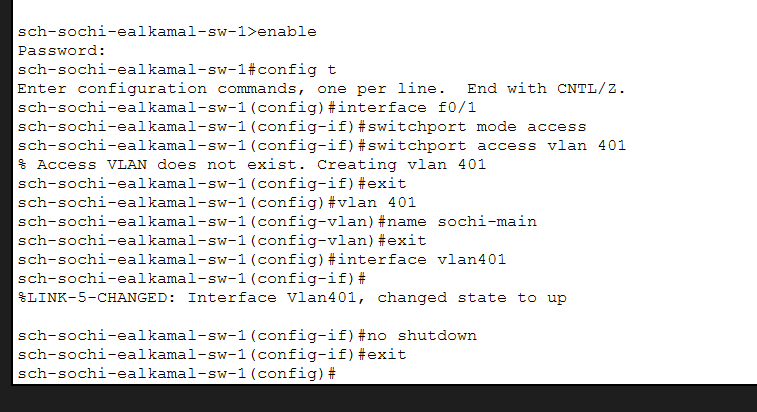 sch-sochi-ealkamal-sw-1>enable
Password:
sch-sochi-ealkamal-sw-1#config t
Enter configuration commands, one per line.  End with CNTL/Z.
sch-sochi-ealkamal-sw-1(config)#interface f0/1
sch-sochi-ealkamal-sw-1(config-if)#switchport mode access
sch-sochi-ealkamal-sw-1(config-if)#switchport access vlan 401
% Access VLAN does not exist. Creating vlan 401
sch-sochi-ealkamal-sw-1(config-if)#exit
sch-sochi-ealkamal-sw-1(config)#vlan 401
sch-sochi-ealkamal-sw-1(config-vlan)#name sochi-main
sch-sochi-ealkamal-sw-1(config-vlan)#exit
sch-sochi-ealkamal-sw-1(config)#interface vlan401
sch-sochi-ealkamal-sw-1(config-if)#
%LINK-5-CHANGED: Interface Vlan401, changed state to up
sch-sochi-ealkamal-sw-1(config-if)#no shutdown
sch-sochi-ealkamal-sw-1(config-if)#exit
sch-sochi-ealkamal-sw-1(config)#